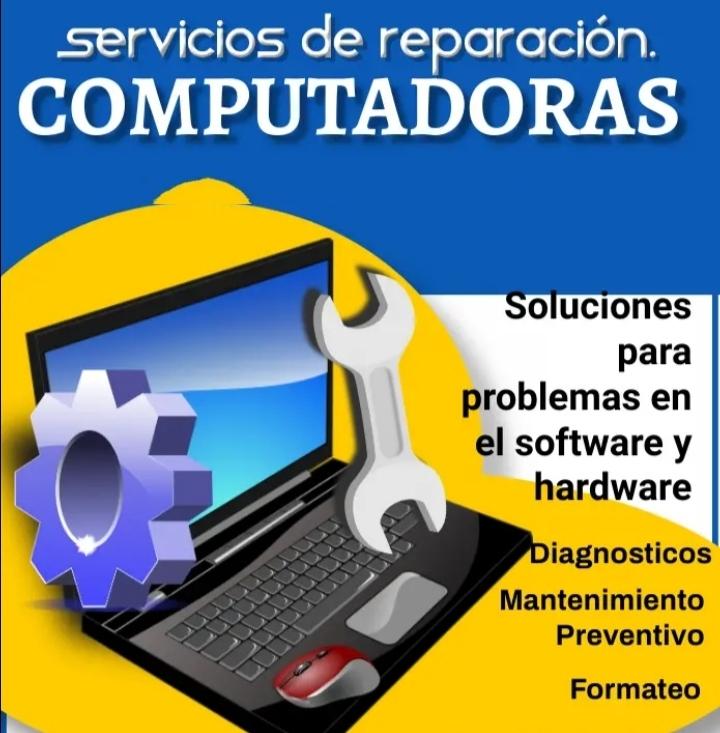 servicios de reparación.
COMPUTADORAS
Soluciones
para
problemas en
el software y
hardware
Diagnosticos
Mantenimiento
Preventivo
Formateo